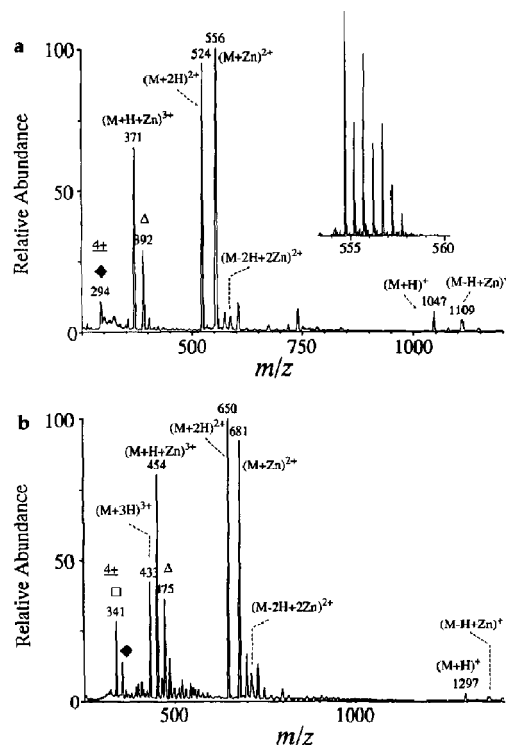 a
100
Relative Abundance
50
0
556
524
(M+Zn)2+
(M+2H)2+
(M+H+Zn)3+
371
Δ
392
4+
◆
294
(M-2H+2Zn)2+
555
560
(M+H)+
1047
(M-H+Zn)
1109
500
750
1000
m/z
b
100
Relative Abundance
50
0
650
681
(M+2H)2+
(M+Zn)2+
(M+H+Zn)3+
454
(M+3H)3+
433
Δ
475
4+
□
341
◆
(M-2H+2Zn)2+
(M-H+Zn)+
(M+H)+
1297
500
1000
m/z